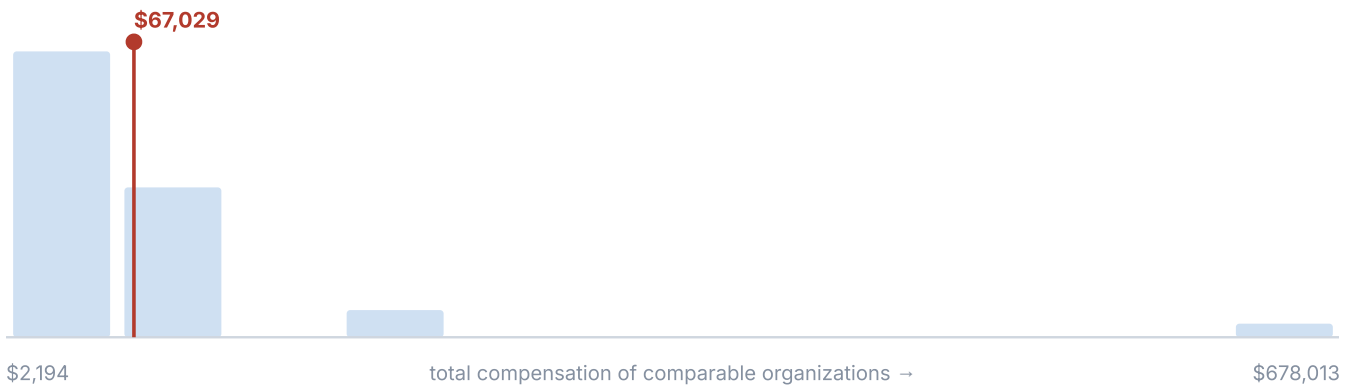 $67,029
$2,194 total compensation of comparable organizations → $678,013